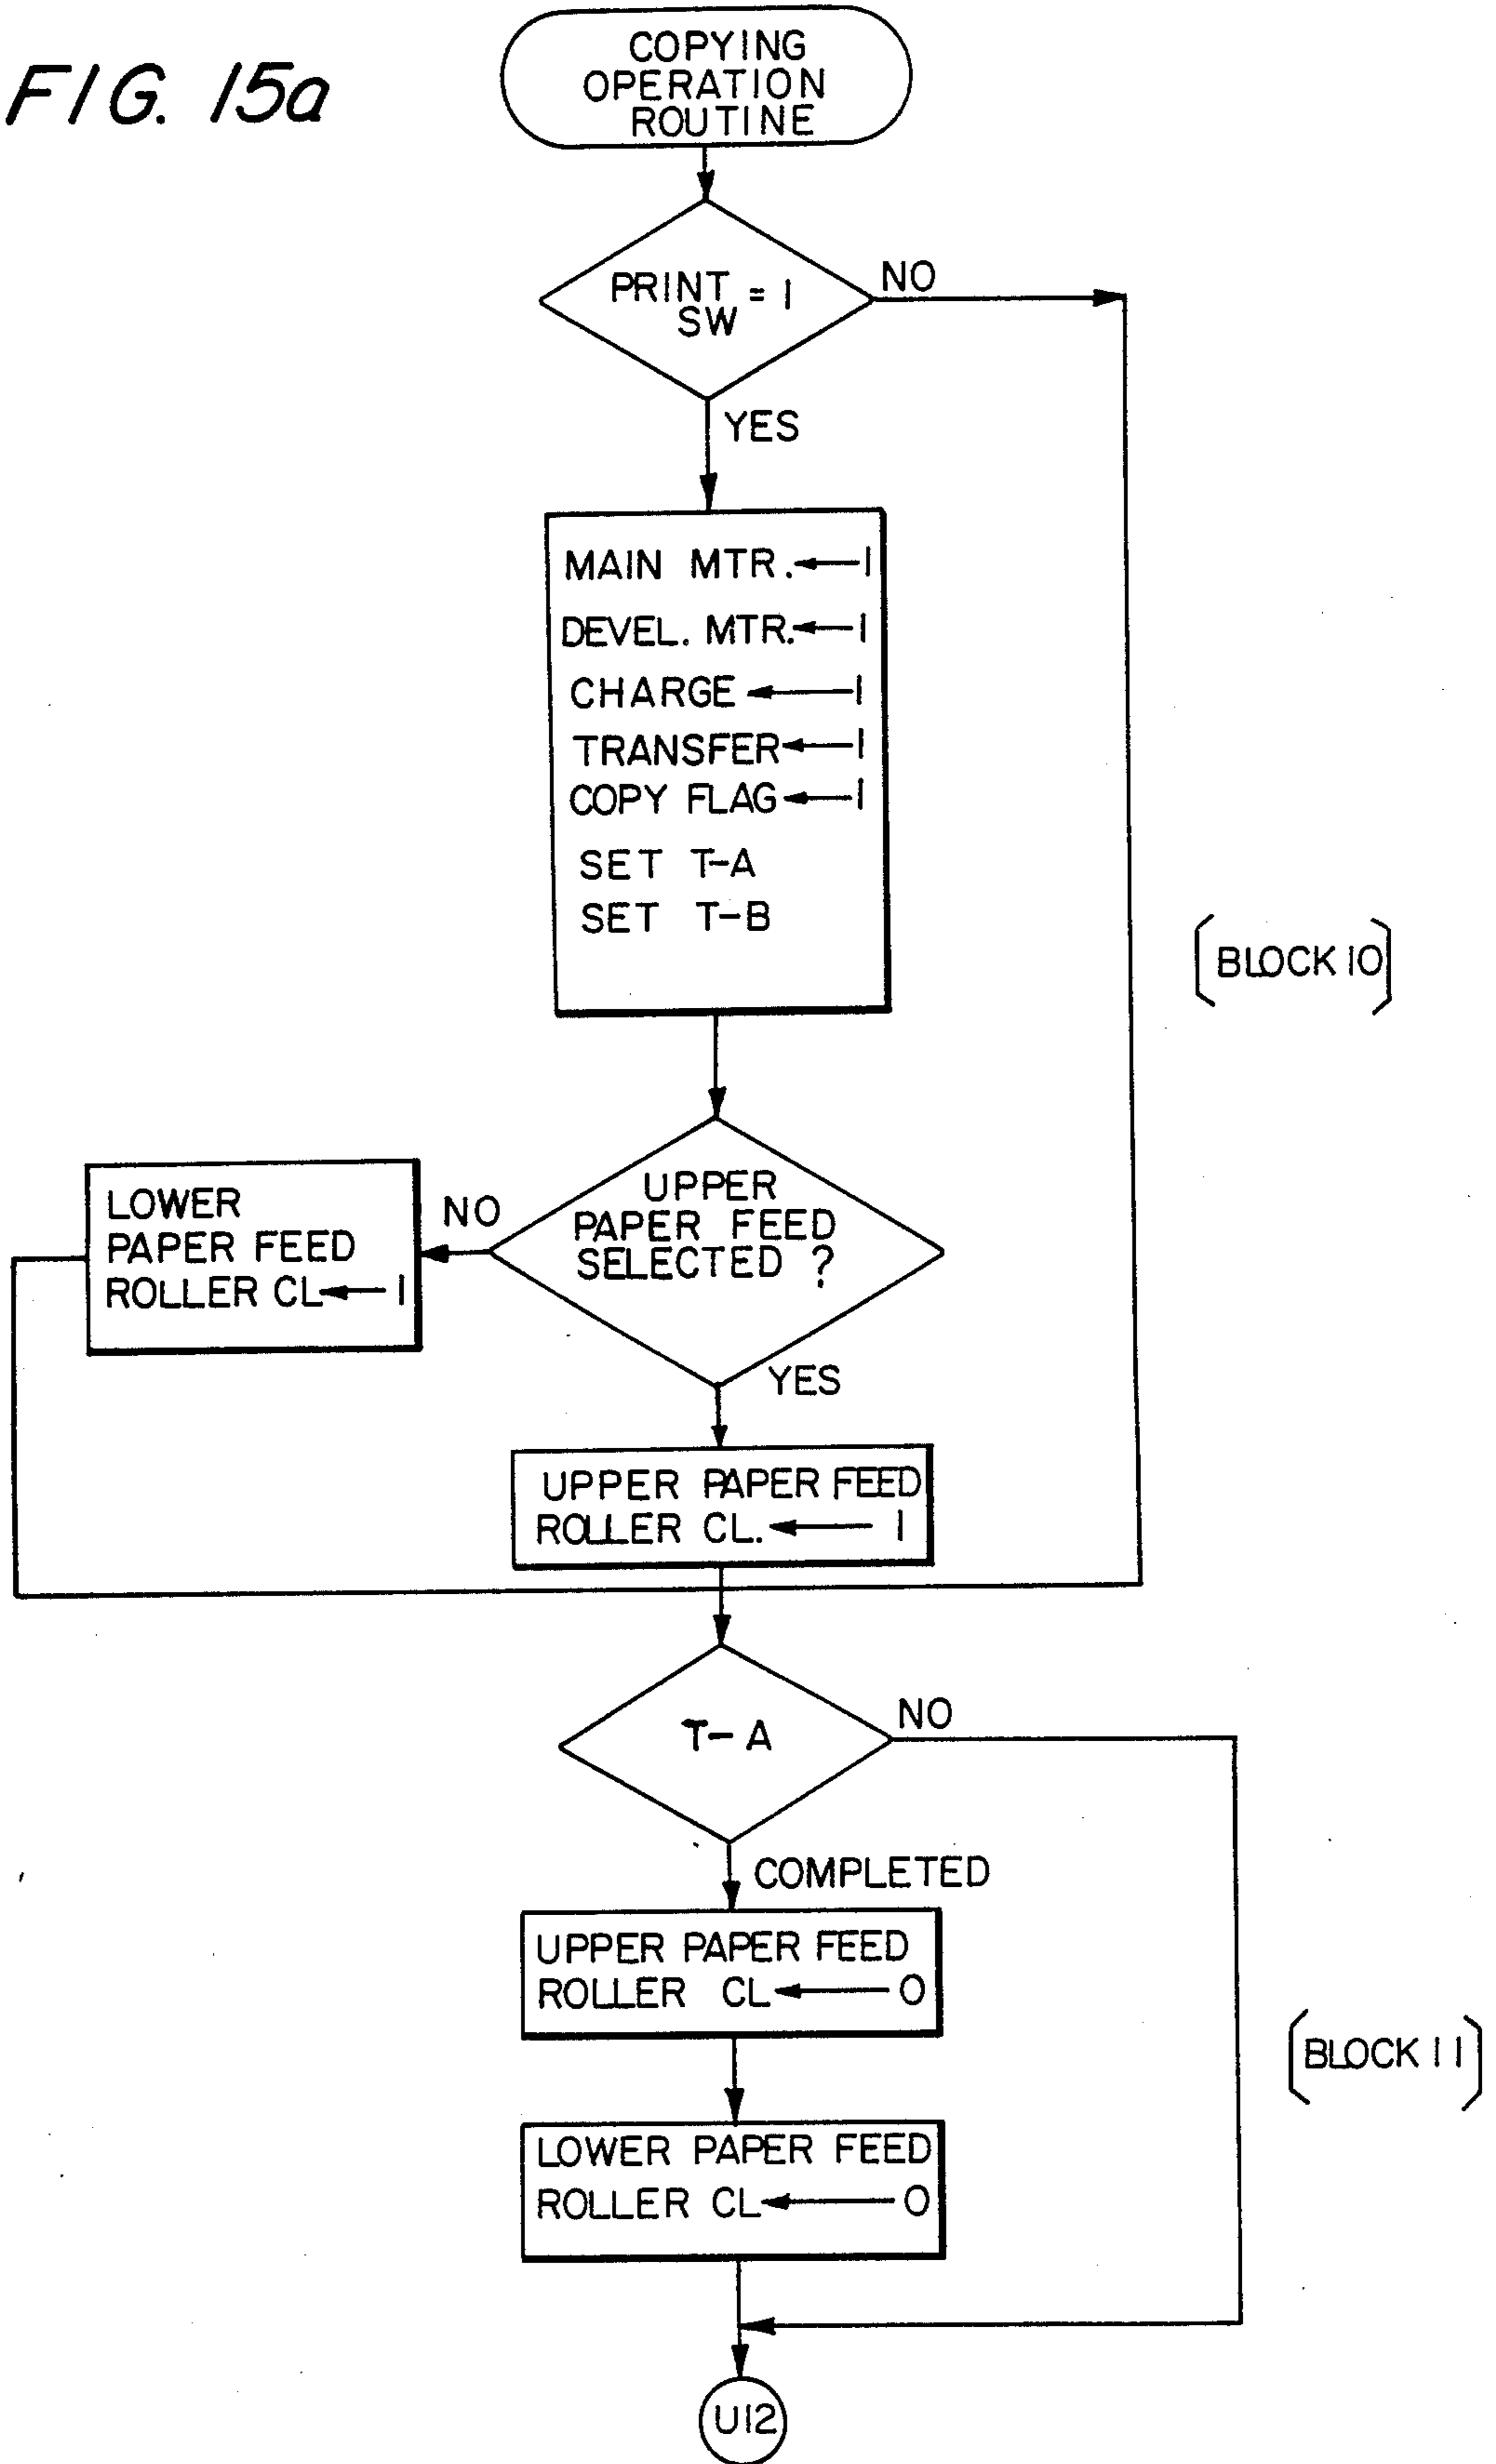 FIG. 15a
COPYING
OPERATION
ROUTINE
PRINT
SW = 1
NO
YES
MAIN MTR. ← 1
DEVEL. MTR. ← 1
CHARGE ← 1
TRANSFER ← 1
COPY FLAG ← 1
SET T-A
SET T-B
[BLOCK 10]
UPPER
PAPER FEED
SELECTED ?
NO
LOWER
PAPER FEED
ROLLER CL ← 1
YES
UPPER PAPER FEED
ROLLER CL. ← 1
T-A
NO
COMPLETED
UPPER PAPER FEED
ROLLER CL ← 0
[BLOCK 11]
LOWER PAPER FEED
ROLLER CL ← 0
U12